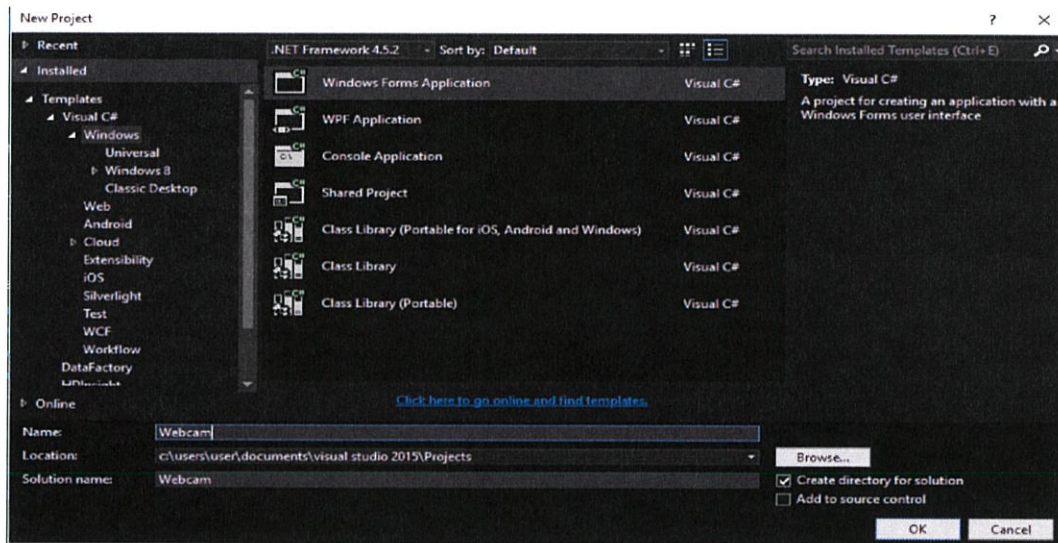 New Project
? ×
Recent
.NET Framework 4.5.2
Sort by: Default
Search Installed Templates (Ctrl+E)
Installed
Templates
Visual C#
Windows
Universal
Windows 8
Classic Desktop
Web
Android
Cloud
Extensibility
iOS
Silverlight
Test
WCF
Workflow
DataFactory
HDInsight
Online
Windows Forms Application Visual C#
WPF Application Visual C#
Console Application Visual C#
Shared Project Visual C#
Class Library (Portable for iOS, Android and Windows) Visual C#
Class Library Visual C#
Class Library (Portable) Visual C#
Click here to go online and find templates.
Type: Visual C#
A project for creating an application with a
Windows Forms user interface
Name: Webcam
Location: c:\users\user\documents\visual studio 2015\Projects
Browse...
Solution name: Webcam
Create directory for solution
Add to source control
OK Cancel